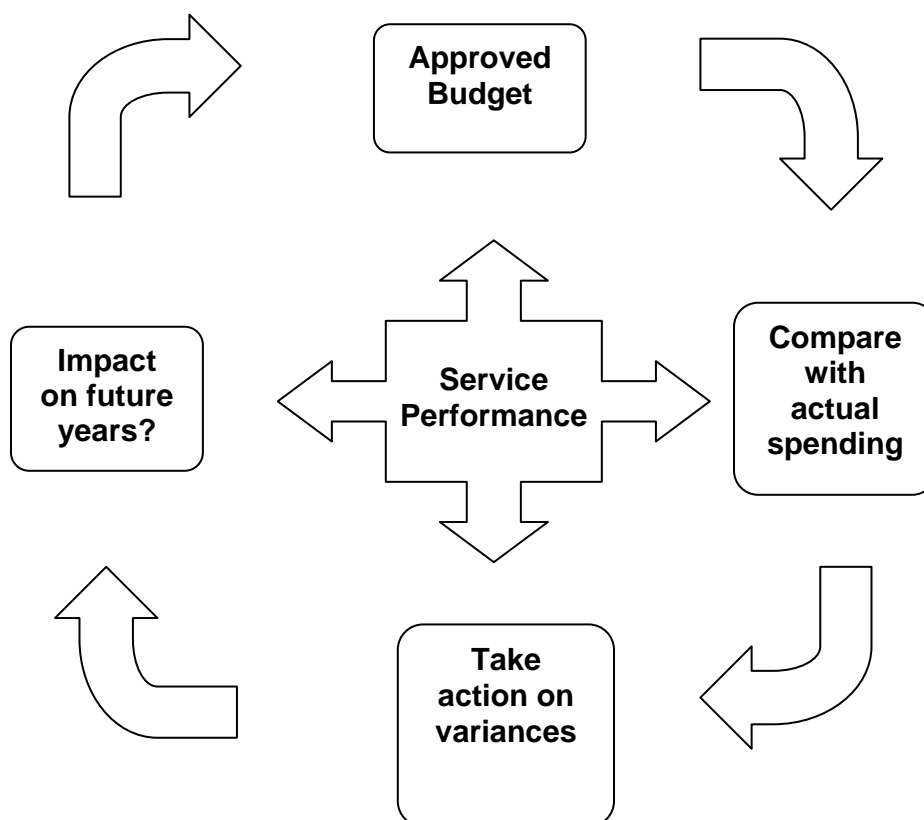 Approved
Budget
Impact
on future
years?
Service
Performance
Compare
with
actual
spending
Take
action on
variances